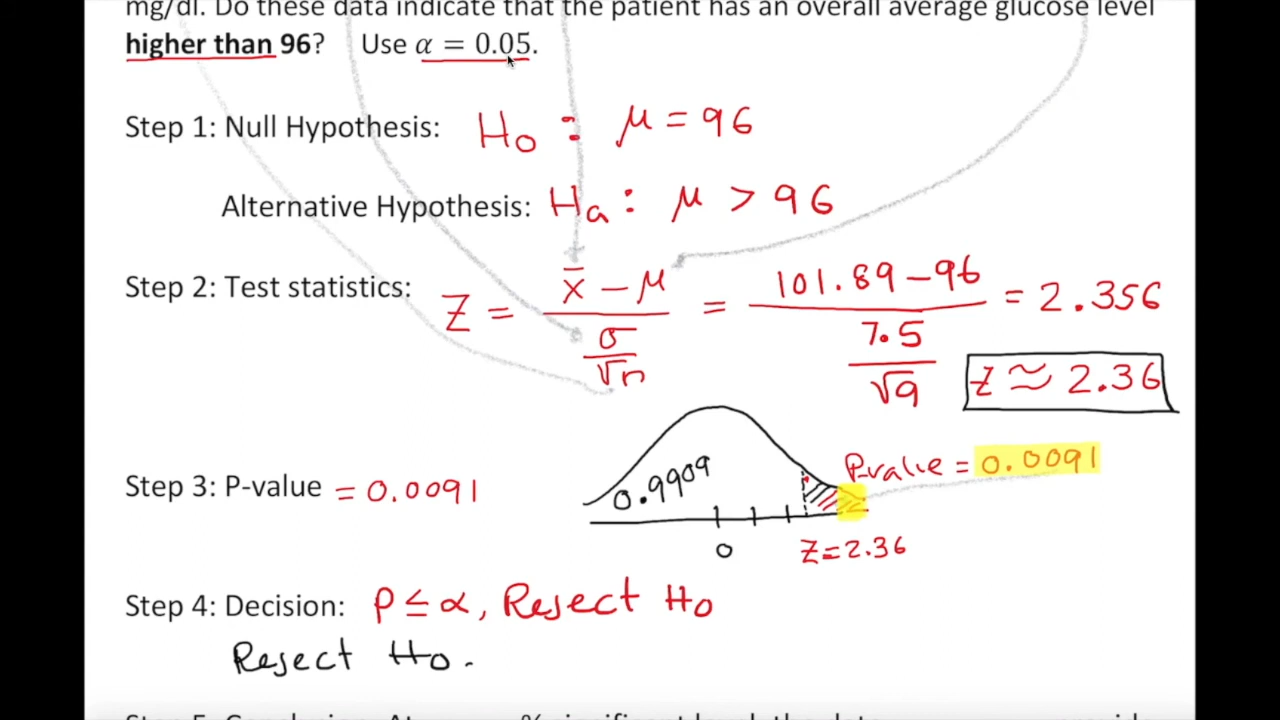 mg/dl. Do these data indicate that the patient has an overall average glucose level
higher than 96? Use α = 0.05.
Step 1: Null Hypothesis: H0 : μ = 96
Alternative Hypothesis: Ha : μ > 96
Step 2: Test statistics: Z = (x̄ − μ) / (σ/√n) = (101.89 − 96) / (7.5/√9) = 2.356
Z ≈ 2.36
0.9909
P value = 0.0091
Step 3: P-value = 0.0091
0
Z = 2.36
Step 4: Decision: P ≤ α, Reject H0
Reject H0.